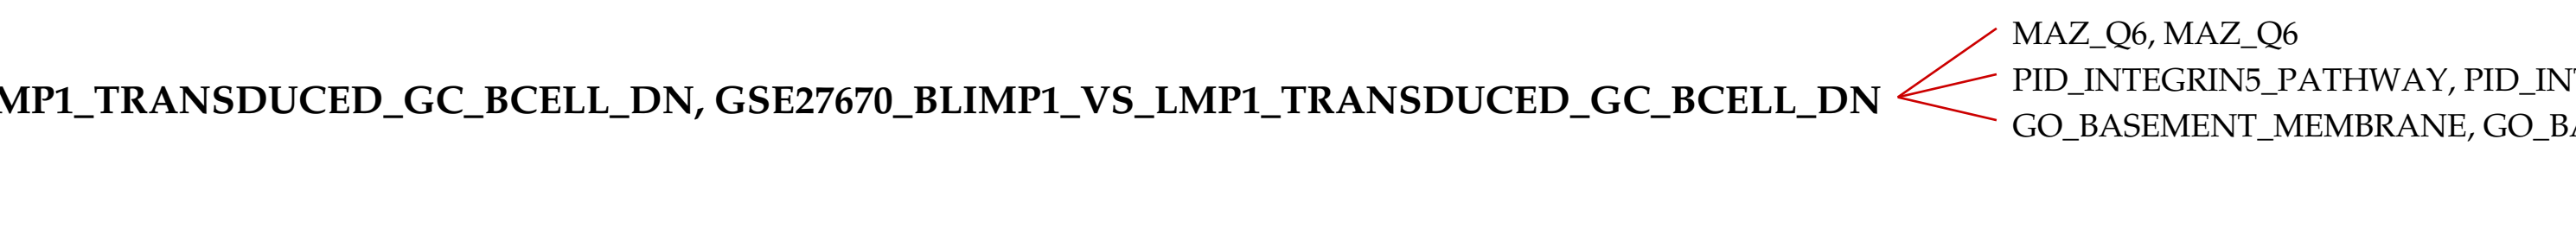 MAZ_Q6, MAZ_Q6
MP1_TRANSDUCED_GC_BCELL_DN, GSE27670_BLIMP1_VS_LMP1_TRANSDUCED_GC_BCELL_DN
PID_INTEGRIN5_PATHWAY, PID_IN
GO_BASEMENT_MEMBRANE, GO_B